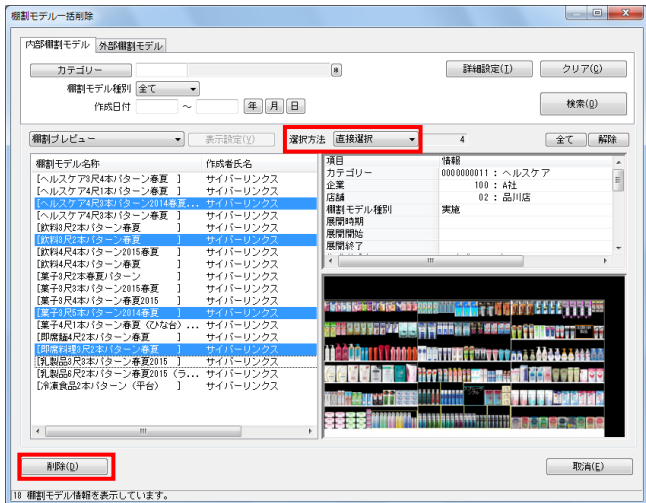 棚割モデル一括削除
内部棚割モデル 外部棚割モデル
カテゴリー * 詳細設定(I) クリア(C)
棚割モデル種別 全て
作成日付 ～ 年 月 日 検索(Q)
棚割プレビュー 表示設定(V) 選択方法 直接選択 4 全て 解除
棚割モデル名称 作成者氏名
[ヘルスケア3尺4本パターン春夏 ] サイバーリンクス
[ヘルスケア4尺1本パターン春夏 ] サイバーリンクス
[ヘルスケア4尺3本パターン2014春夏... サイバーリンクス
[ヘルスケア4尺3本パターン春夏 ] サイバーリンクス
[飲料3尺2本パターン春夏 ] サイバーリンクス
[飲料3尺2本パターン春夏 ] サイバーリンクス
[飲料4尺4本パターン2015春夏 ] サイバーリンクス
[飲料4尺4本パターン春夏 ] サイバーリンクス
[菓子3尺2本春夏パターン ] サイバーリンクス
[菓子3尺3本パターン2015春夏 ] サイバーリンクス
[菓子3尺4本パターン春夏2015 ] サイバーリンクス
[菓子3尺5本パターン2014春夏 ] サイバーリンクス
[菓子4尺1本パターン春夏（ひな台）... サイバーリンクス
[即席麺4尺2本パターン春夏 ] サイバーリンクス
[即席料理3尺2本パターン春夏 ] サイバーリンクス
[乳製品3尺3本パターン春夏2015 ] サイバーリンクス
[乳製品6尺2本パターン春夏2015（ラ... サイバーリンクス
[冷凍食品2本パターン（平台） ] サイバーリンクス
項目 情報
カテゴリー 0000000011 : ヘルスケア
企業 100 : A社
店舗 02 : 品川店
棚割モデル種別 実施
展開時期
展開開始
展開終了
削除(D) 取消(E)
18 棚割モデル情報を表示しています。